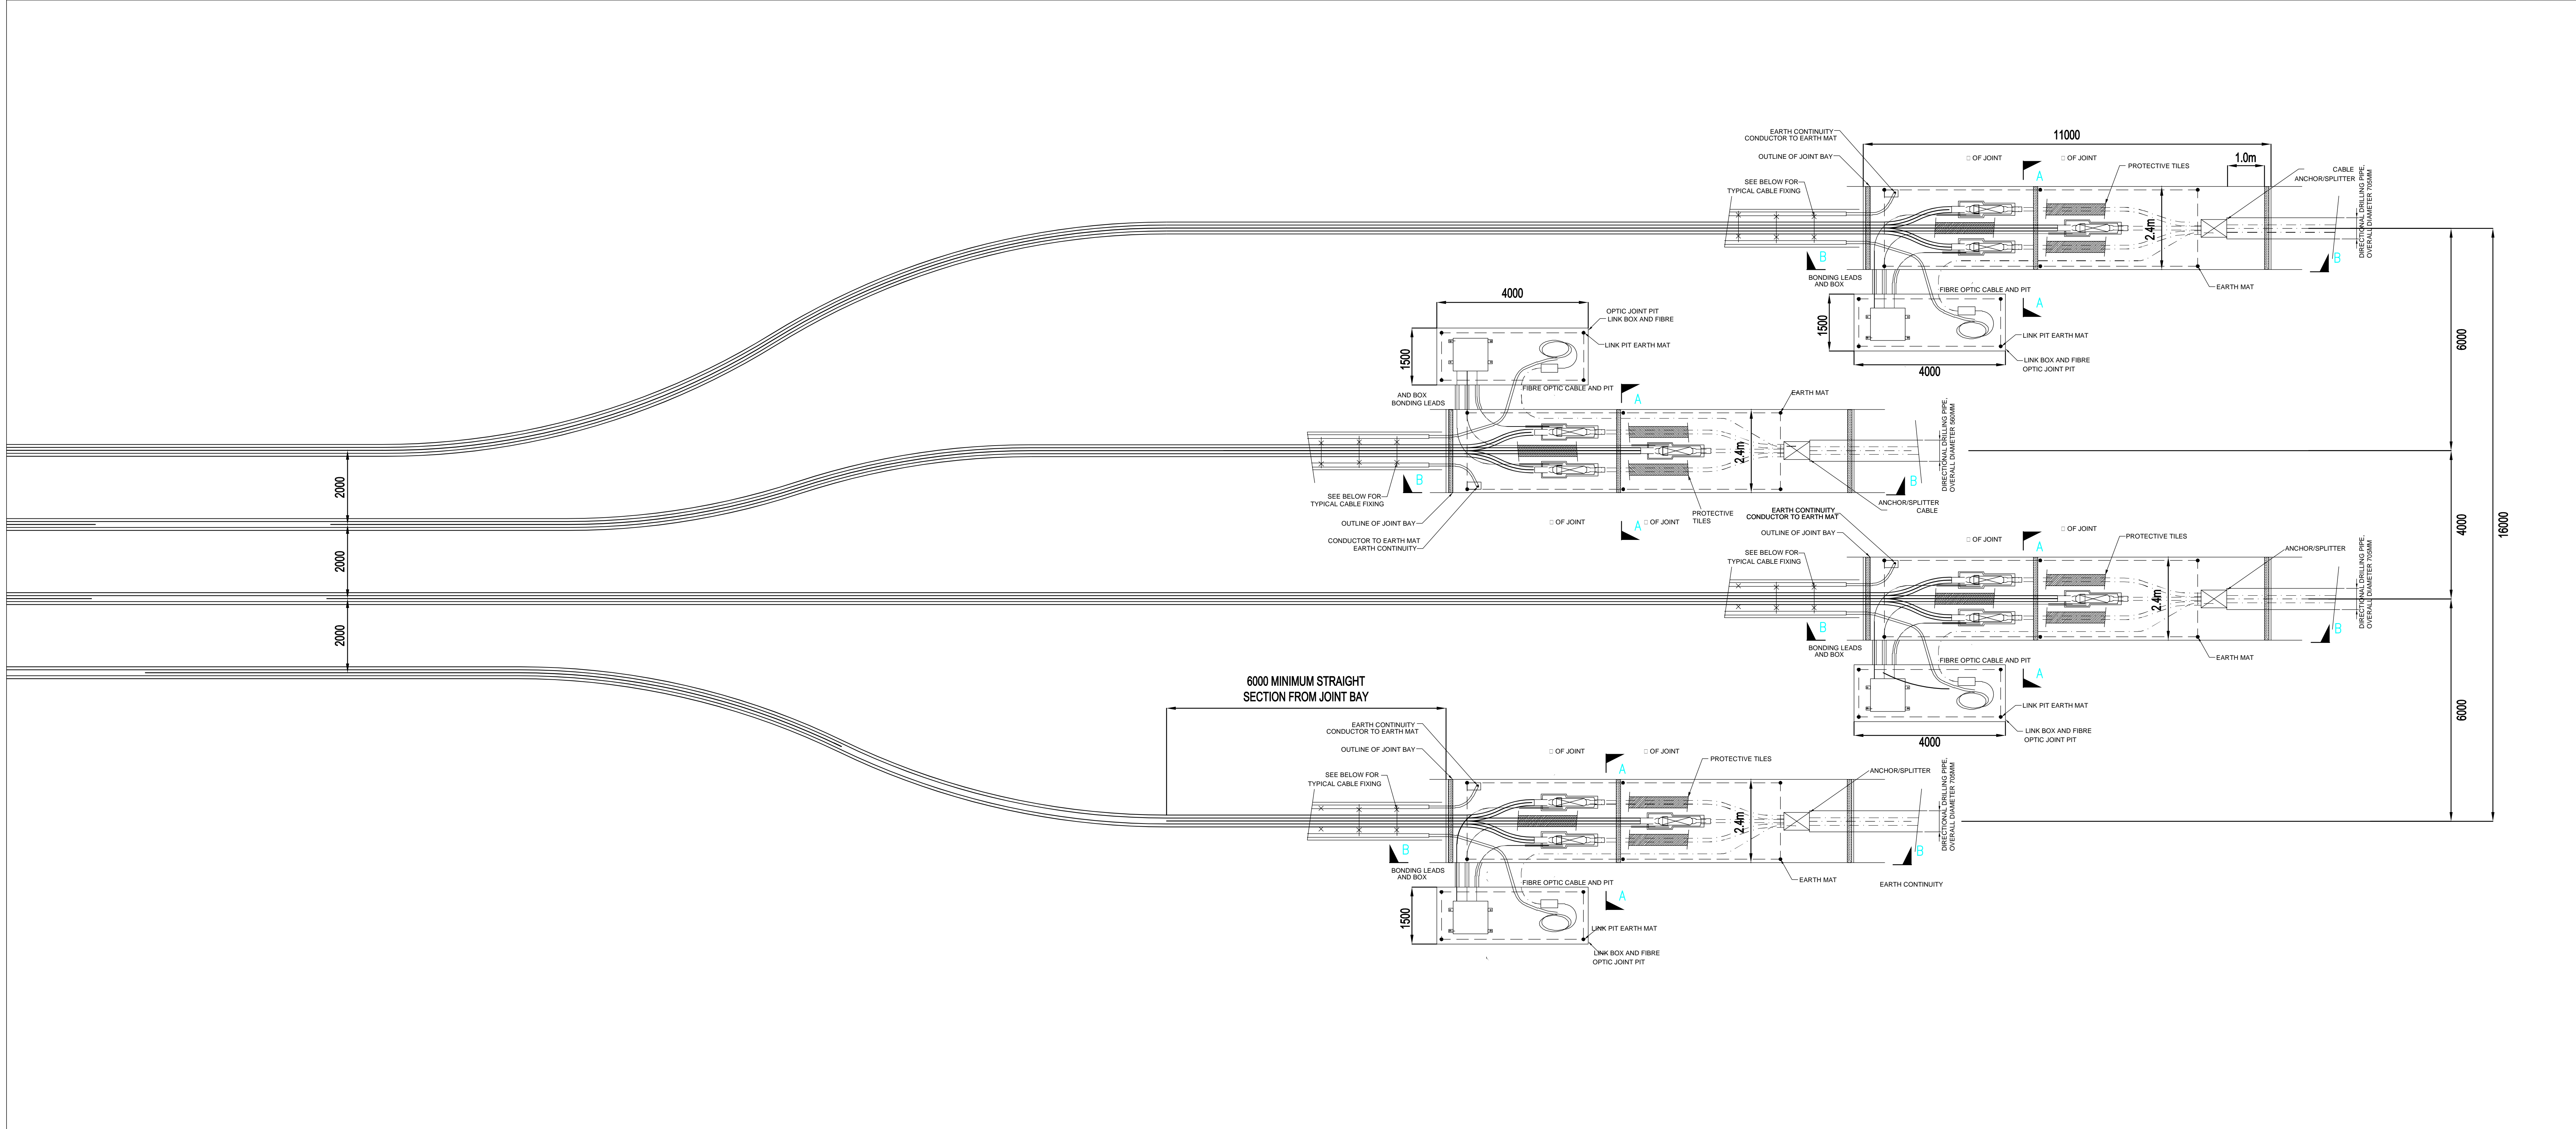 EARTH CONTINUITY
CONDUCTOR TO EARTH MAT
OUTLINE OF JOINT BAY
SEE BELOW FOR
TYPICAL CABLE FIXING
11000
OF JOINT
OF JOINT
A
PROTECTIVE TILES
1.0m
CABLE
ANCHOR/SPLITTER
DIRECTIONAL DRILLING PIPE,
OVERALL DIAMETER 705MM
2.4m
B
B
BONDING LEADS
AND BOX
FIBRE OPTIC CABLE AND PIT
A
EARTH MAT
1500
LINK PIT EARTH MAT
LINK BOX AND FIBRE
OPTIC JOINT PIT
4000
6000
4000
OPTIC JOINT PIT
LINK BOX AND FIBRE
LINK PIT EARTH MAT
1500
FIBRE OPTIC CABLE AND PIT
AND BOX
BONDING LEADS
A
EARTH MAT
2.4m
DIRECTIONAL DRILLING PIPE,
OVERALL DIAMETER 560MM
B
B
SEE BELOW FOR
TYPICAL CABLE FIXING
ANCHOR/SPLITTER
CABLE
PROTECTIVE
TILES
OUTLINE OF JOINT BAY
OF JOINT
A
OF JOINT
CONDUCTOR TO EARTH MAT
EARTH CONTINUITY
2000
2000
2000
4000
16000
EARTH CONTINUITY
CONDUCTOR TO EARTH MAT
OUTLINE OF JOINT BAY
SEE BELOW FOR
TYPICAL CABLE FIXING
OF JOINT
OF JOINT
A
PROTECTIVE TILES
ANCHOR/SPLITTER
DIRECTIONAL DRILLING PIPE,
OVERALL DIAMETER 705MM
2.4m
B
B
BONDING LEADS
AND BOX
FIBRE OPTIC CABLE AND PIT
A
EARTH MAT
LINK PIT EARTH MAT
LINK BOX AND FIBRE
OPTIC JOINT PIT
4000
6000
6000 MINIMUM STRAIGHT
SECTION FROM JOINT BAY
EARTH CONTINUITY
CONDUCTOR TO EARTH MAT
OUTLINE OF JOINT BAY
SEE BELOW FOR
TYPICAL CABLE FIXING
OF JOINT
OF JOINT
A
PROTECTIVE TILES
ANCHOR/SPLITTER
DIRECTIONAL DRILLING PIPE,
OVERALL DIAMETER 705MM
2.4m
B
B
BONDING LEADS
AND BOX
FIBRE OPTIC CABLE AND PIT
A
EARTH MAT
EARTH CONTINUITY
1500
LINK PIT EARTH MAT
LINK BOX AND FIBRE
OPTIC JOINT PIT